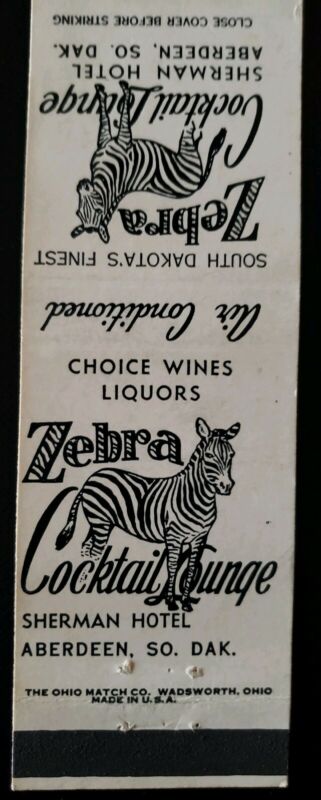 CLOSE COVER BEFORE STRIKING
ABERDEEN, SO. DAK.
SHERMAN HOTEL
Cocktail Lounge
Zebra
SOUTH DAKOTA'S FINEST
Air Conditioned
CHOICE WINES
LIQUORS
Zebra
Cocktail Lounge
SHERMAN HOTEL
ABERDEEN, SO. DAK.
THE OHIO MATCH CO. WADSWORTH, OHIO
MADE IN U.S.A.